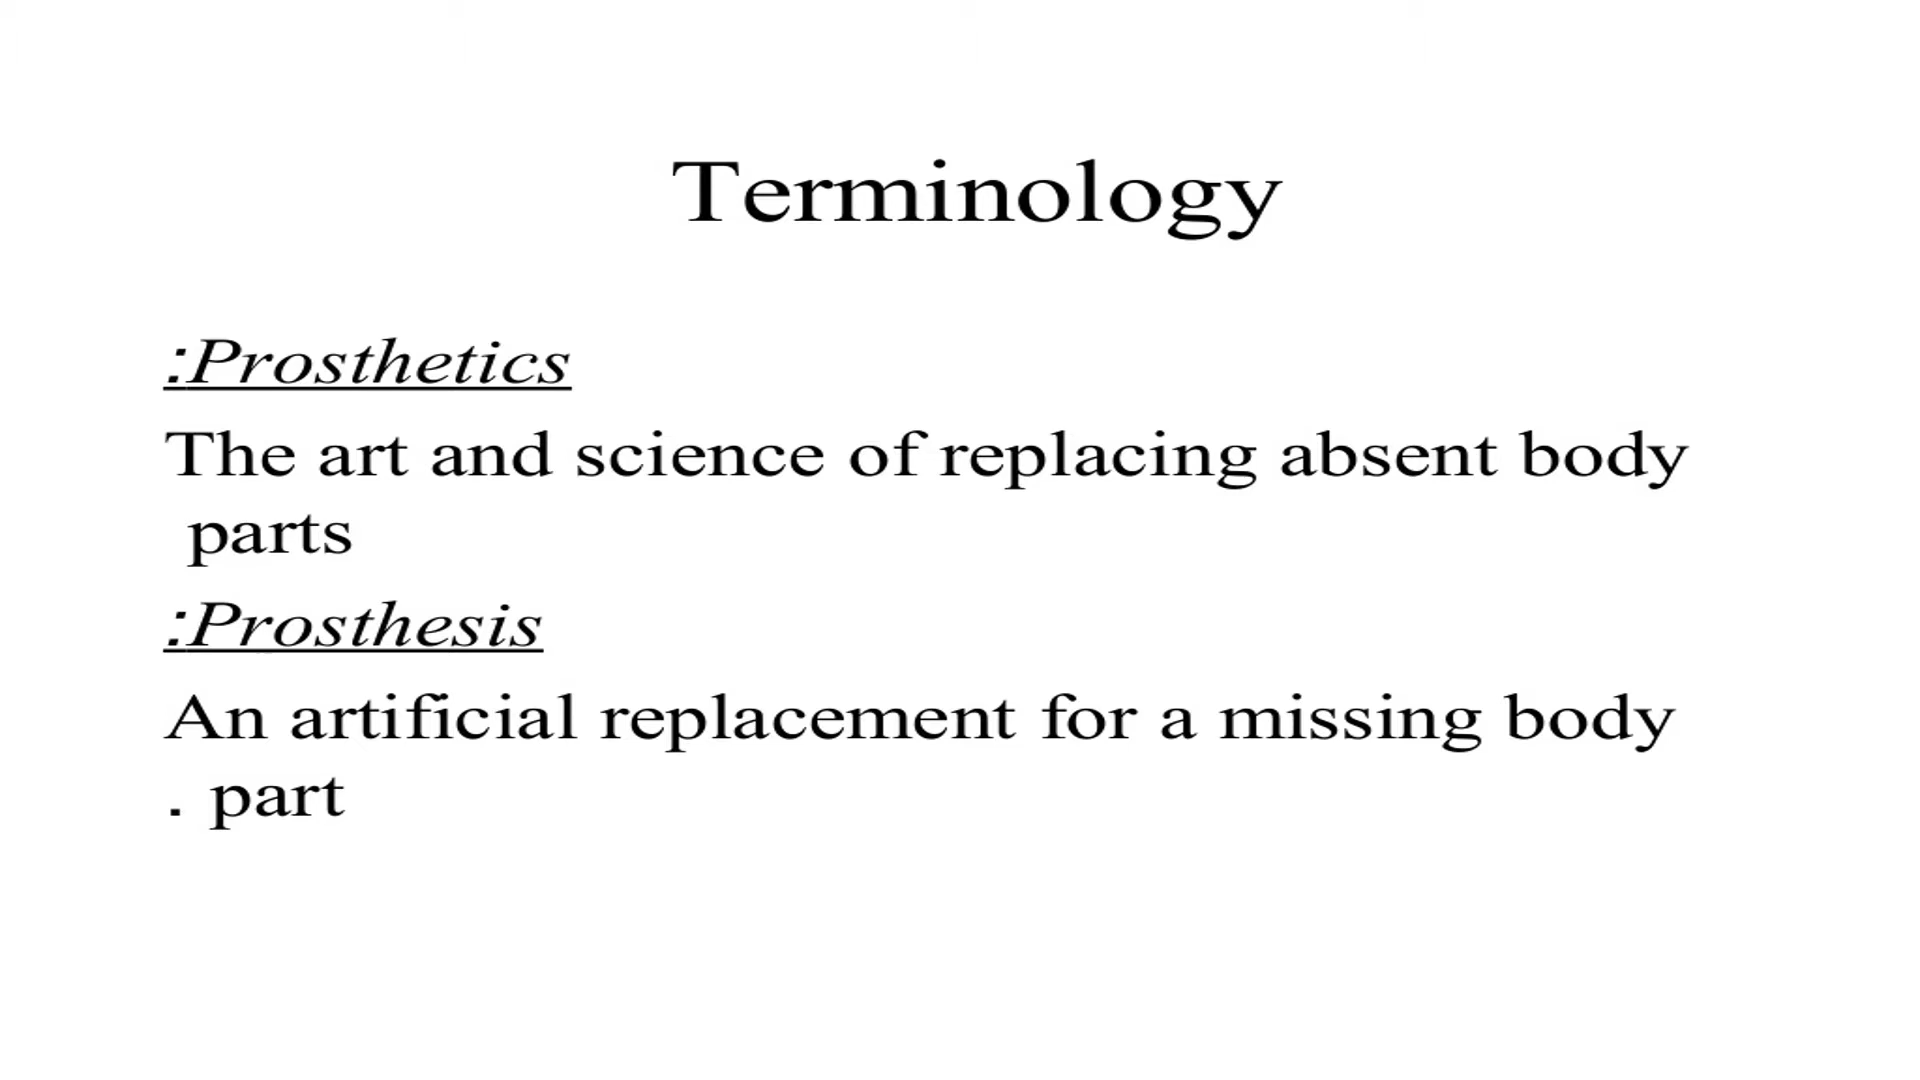 Terminology
:Prosthetics
The art and science of replacing absent body
parts
:Prosthesis
An artificial replacement for a missing body
. part